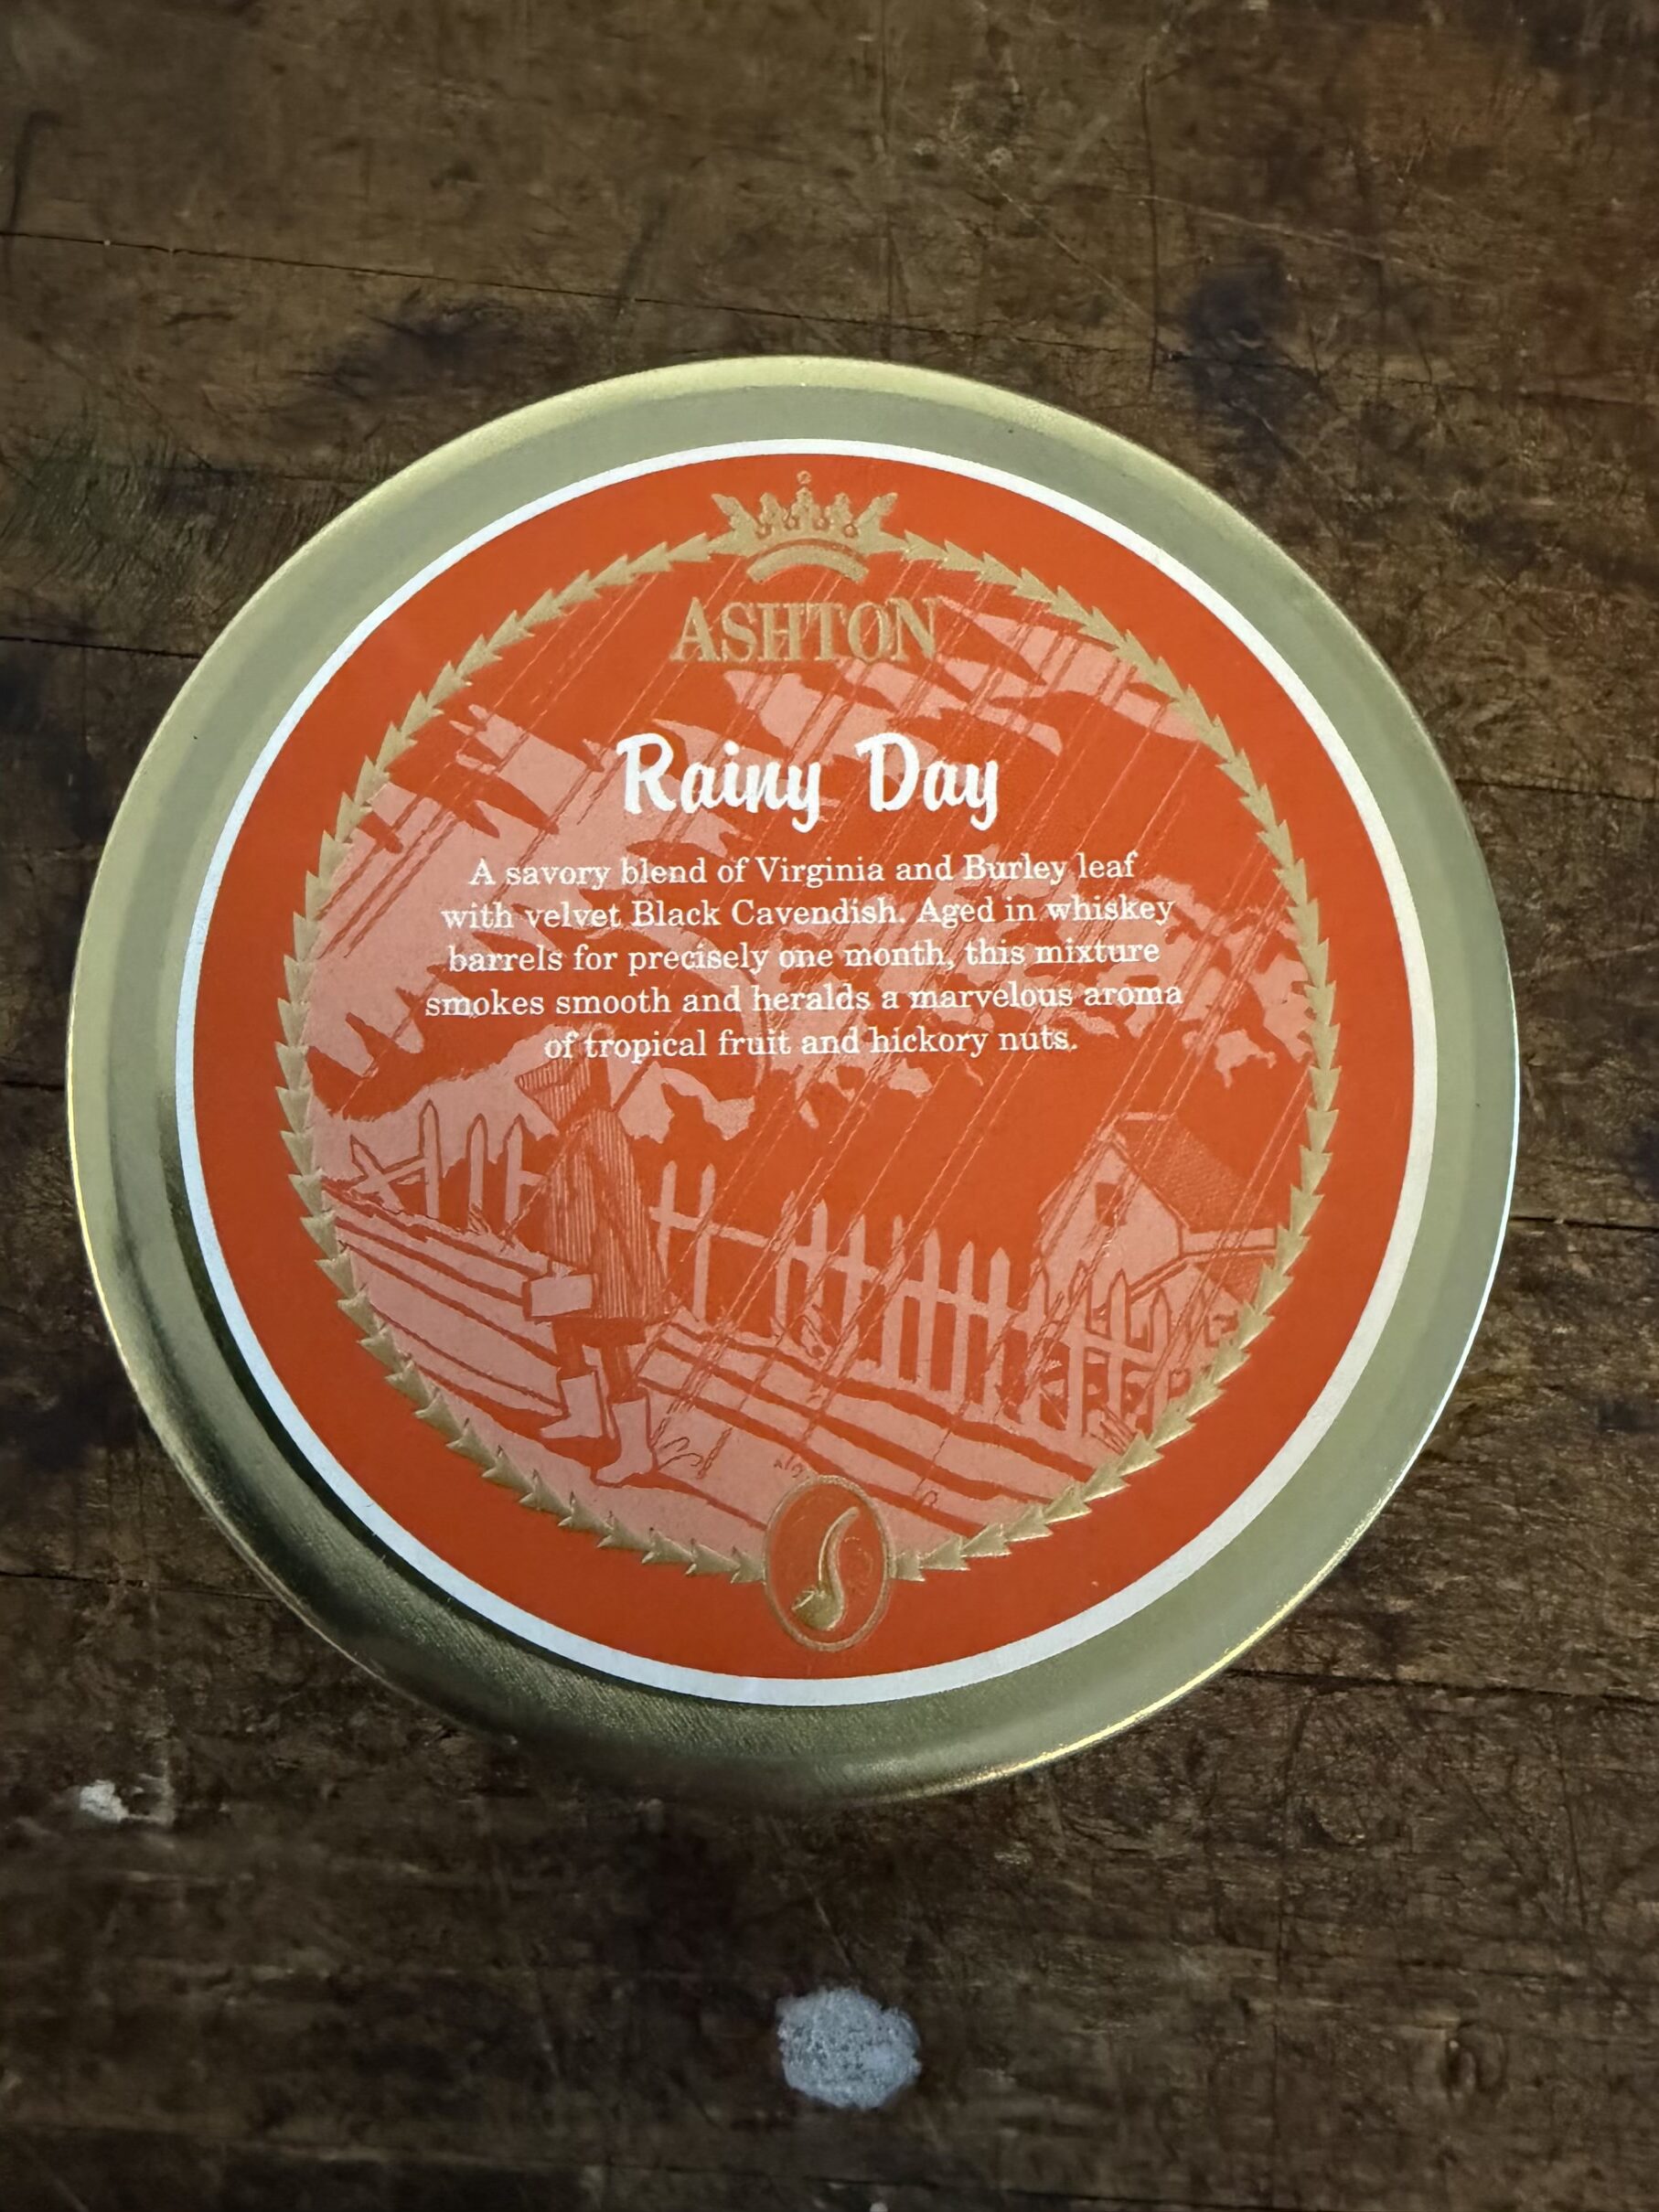 ASHTON
Rainy Day
A savory blend of Virginia and Burley leaf
with velvet Black Cavendish. Aged in whiskey
barrels for precisely one month, this mixture
smokes smooth and heralds a marvelous aroma
of tropical fruit and hickory nuts.